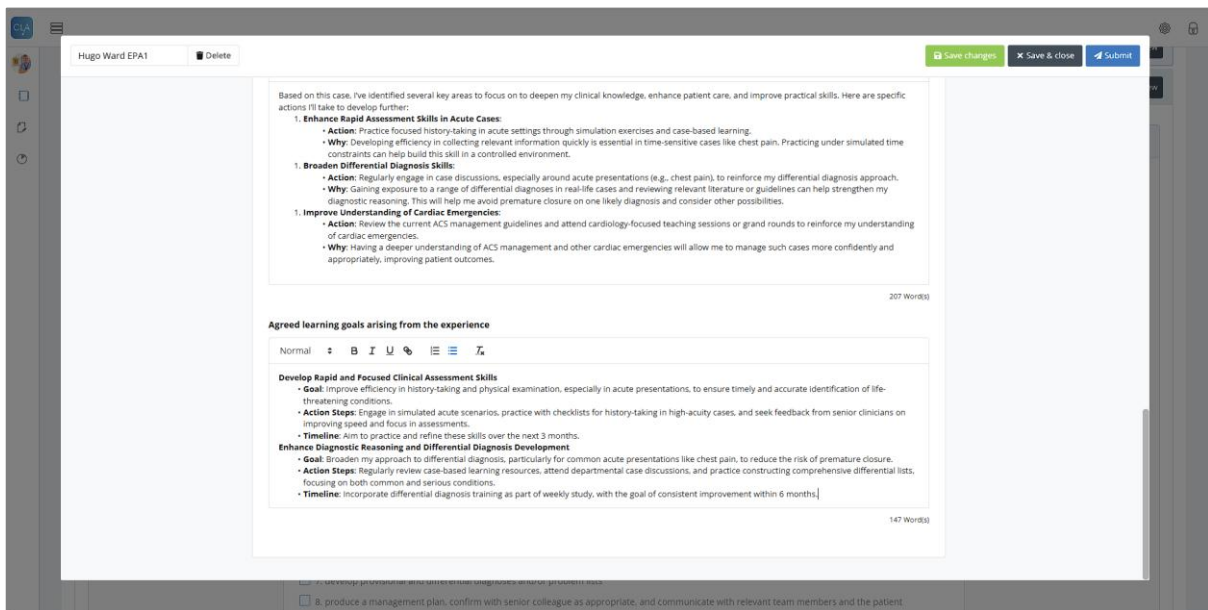 CLA
Hugo Ward EPA1
Delete
Save changes
Save & close
Submit
Based on this case, I've identified several key areas to focus on to deepen my clinical knowledge, enhance patient care, and improve practical skills. Here are specific
actions I'll take to develop further:
1. Enhance Rapid Assessment Skills in Acute Cases:
• Action: Practice focused history-taking in acute settings through simulation exercises and case-based learning.
• Why: Developing efficiency in collecting relevant information quickly is essential in time-sensitive cases like chest pain. Practicing under simulated time
constraints can help build this skill in a controlled environment.
1. Broaden Differential Diagnosis Skills:
• Action: Regularly engage in case discussions, especially around acute presentations (e.g., chest pain), to reinforce my differential diagnosis approach.
• Why: Gaining exposure to a range of differential diagnoses in real-life cases and reviewing relevant literature or guidelines can help strengthen my
diagnostic reasoning. This will help me avoid premature closure on one likely diagnosis and consider other possibilities.
1. Improve Understanding of Cardiac Emergencies:
• Action: Review the current ACS management guidelines and attend cardiology-focused teaching sessions or grand rounds to reinforce my understanding
of cardiac emergencies.
• Why: Having a deeper understanding of ACS management and other cardiac emergencies will allow me to manage such cases more confidently and
appropriately, improving patient outcomes.
207 Word(s)
Agreed learning goals arising from the experience
Normal B I U
Develop Rapid and Focused Clinical Assessment Skills
• Goal: Improve efficiency in history-taking and physical examination, especially in acute presentations, to ensure timely and accurate identification of life-
threatening conditions.
• Action Steps: Engage in simulated acute scenarios, practice with checklists for history-taking in high-acuity cases, and seek feedback from senior clinicians on
improving speed and focus in assessments.
• Timeline: Aim to practice and refine these skills over the next 3 months.
Enhance Diagnostic Reasoning and Differential Diagnosis Development
• Goal: Broaden my approach to differential diagnosis, particularly for common acute presentations like chest pain, to reduce the risk of premature closure.
• Action Steps: Regularly review case-based learning resources, attend departmental case discussions, and practice constructing comprehensive differential lists,
focusing on both common and serious conditions.
• Timeline: Incorporate differential diagnosis training as part of weekly study, with the goal of consistent improvement within 6 months.
147 Word(s)
7. develop provisional and differential diagnoses and/or problem lists
8. produce a management plan, confirm with senior colleague as appropriate, and communicate with relevant team members and the patient